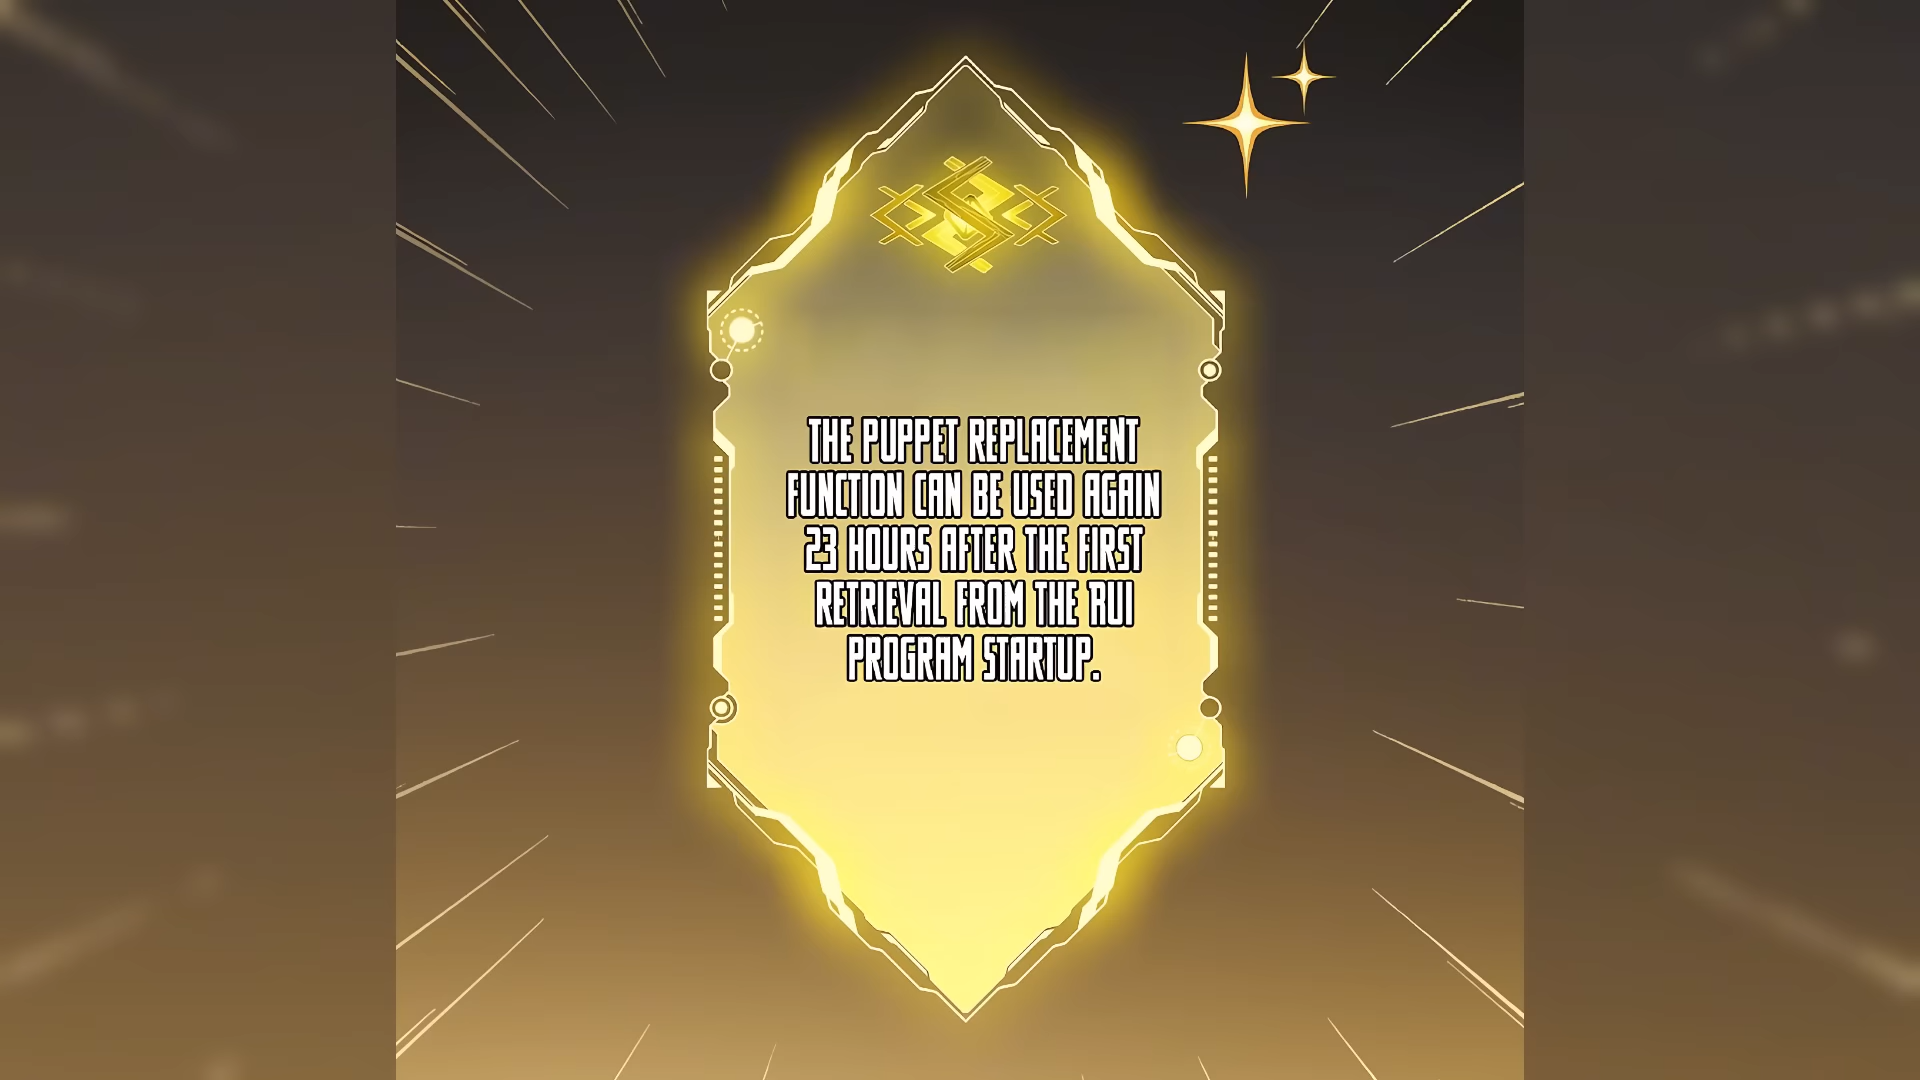 THE PUPPET REPLACEMENT
FUNCTION CAN BE USED AGAIN
23 HOURS AFTER THE FIRST
RETRIEVAL FROM THE RUI
PROGRAM STARTUP.